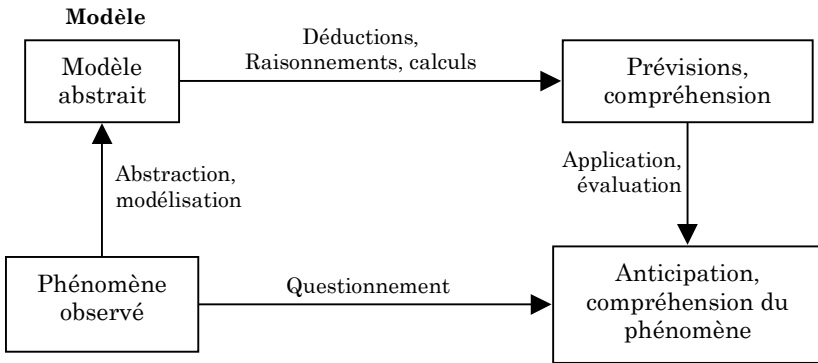 Modèle
Modèle
abstrait
Déductions,
Raisonnements, calculs
Prévisions,
compréhension
Abstraction,
modélisation
Application,
évaluation
Phénomène
observé
Questionnement
Anticipation,
compréhension du
phénomène